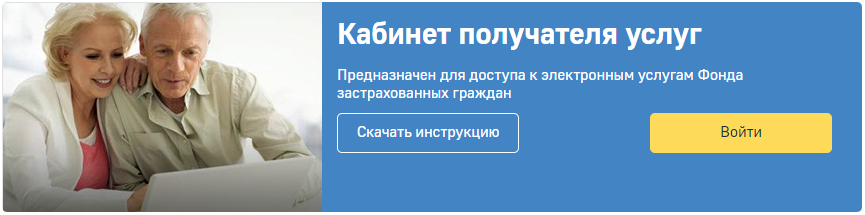 Кабинет получателя услуг
Предназначен для доступа к электронным услугам Фонда
застрахованных граждан
Скачать инструкцию
Войти